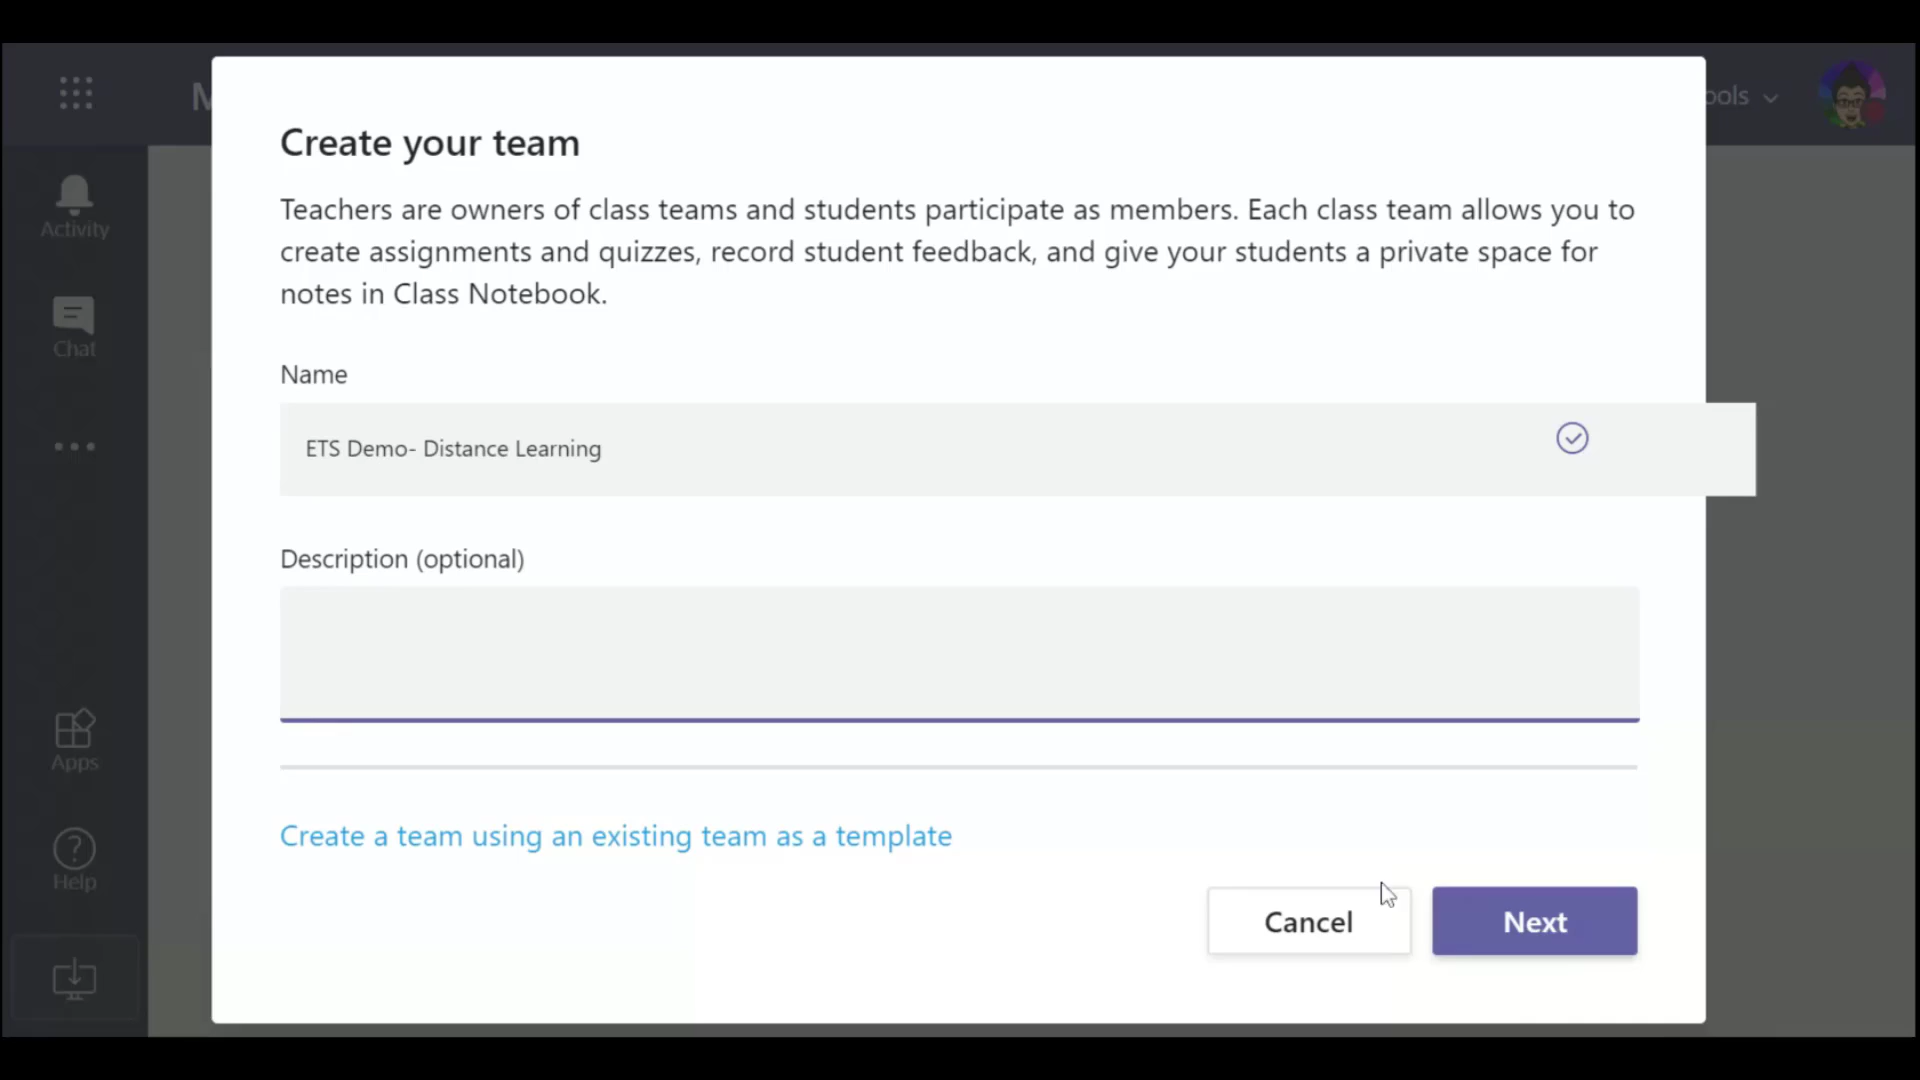 M
ools
Activity
Chat
Apps
Help
Create your team
Teachers are owners of class teams and students participate as members. Each class team allows you to
create assignments and quizzes, record student feedback, and give your students a private space for
notes in Class Notebook.
Name
ETS Demo- Distance Learning
Description (optional)
Create a team using an existing team as a template
Cancel
Next